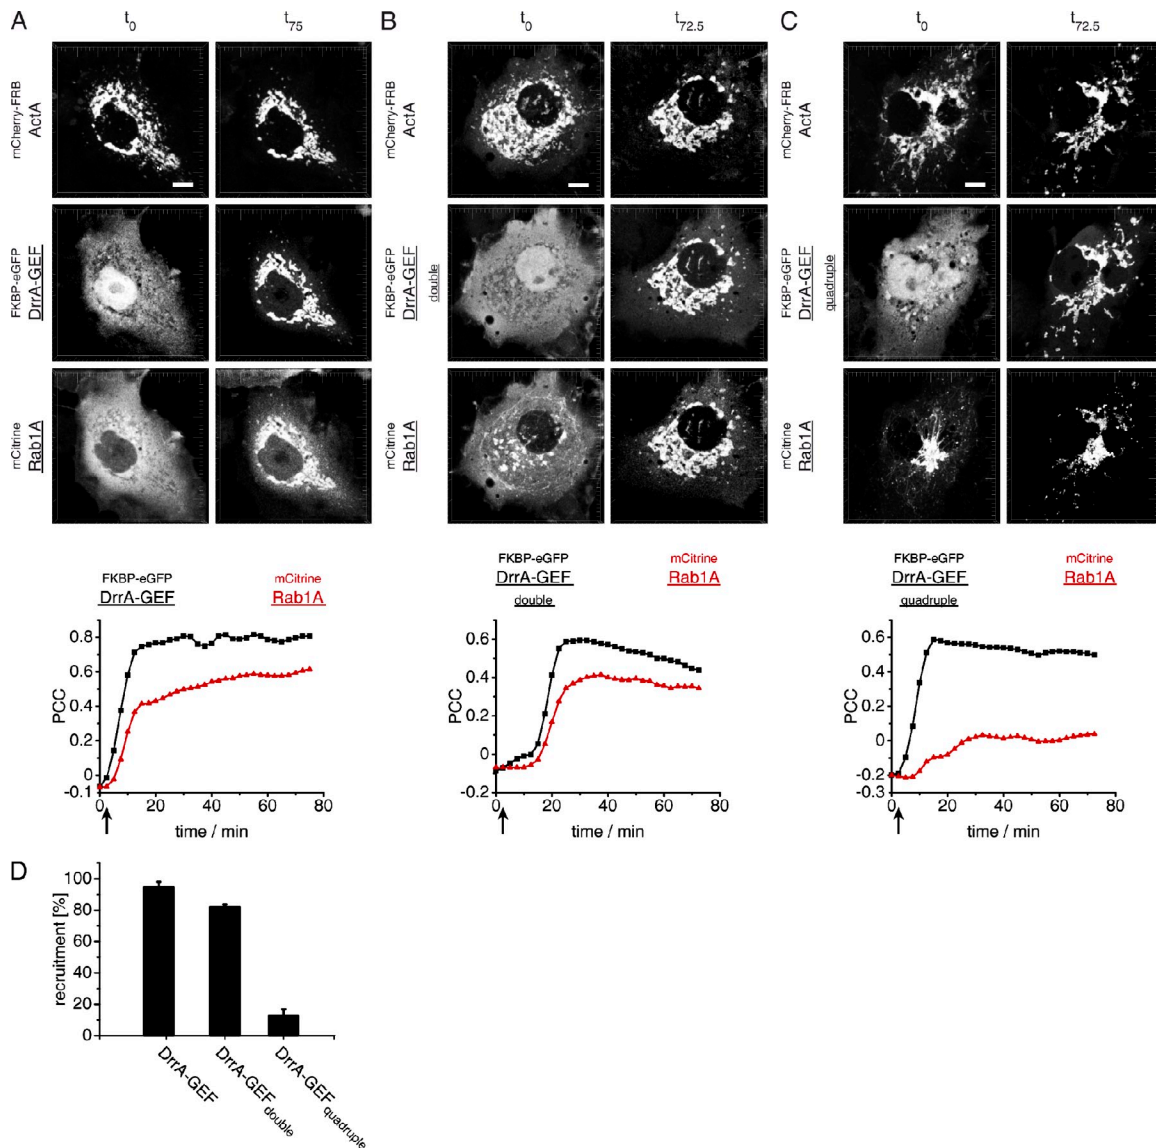 A
t0
t75
mCherry-FRB
ActA
FKBP-eGFP
DrrA-GEF
mCitrine
Rab1A
FKBP-eGFP
DrrA-GEF
mCitrine
Rab1A
PCC
0.8
0.6
0.4
0
-0.1
0
20
40
60
80
time / min
B
t0
t72.5
mCherry-FRB
ActA
FKBP-eGFP
DrrA-GEF
double
mCitrine
Rab1A
FKBP-eGFP
DrrA-GEF
double
mCitrine
Rab1A
PCC
0.6
0.4
0.2
0
-0.2
0
20
40
60
80
time / min
C
t0
t72.5
mCherry-FRB
ActA
FKBP-eGFP
DrrA-GEF
quadruple
mCitrine
Rab1A
FKBP-eGFP
DrrA-GEF
quadruple
mCitrine
Rab1A
PCC
0.6
0.4
0.2
0
-0.2
-0.3
0
20
40
60
80
time / min
D
recruitment [%]
100
80
60
40
20
0
DrrA-GEF
DrrA-GEF double
DrrA-GEF quadruple